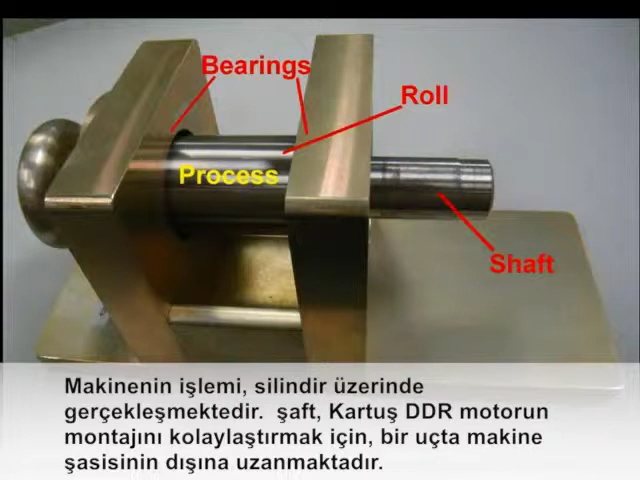 Bearings
Roll
Process
Shaft
Makinenin işlemi, silindir üzerinde
gerçekleşmektedir.  şaft, Kartuş DDR motorun
montajını kolaylaştırmak için, bir uçta makine
şasisinin dışına uzanmaktadır.